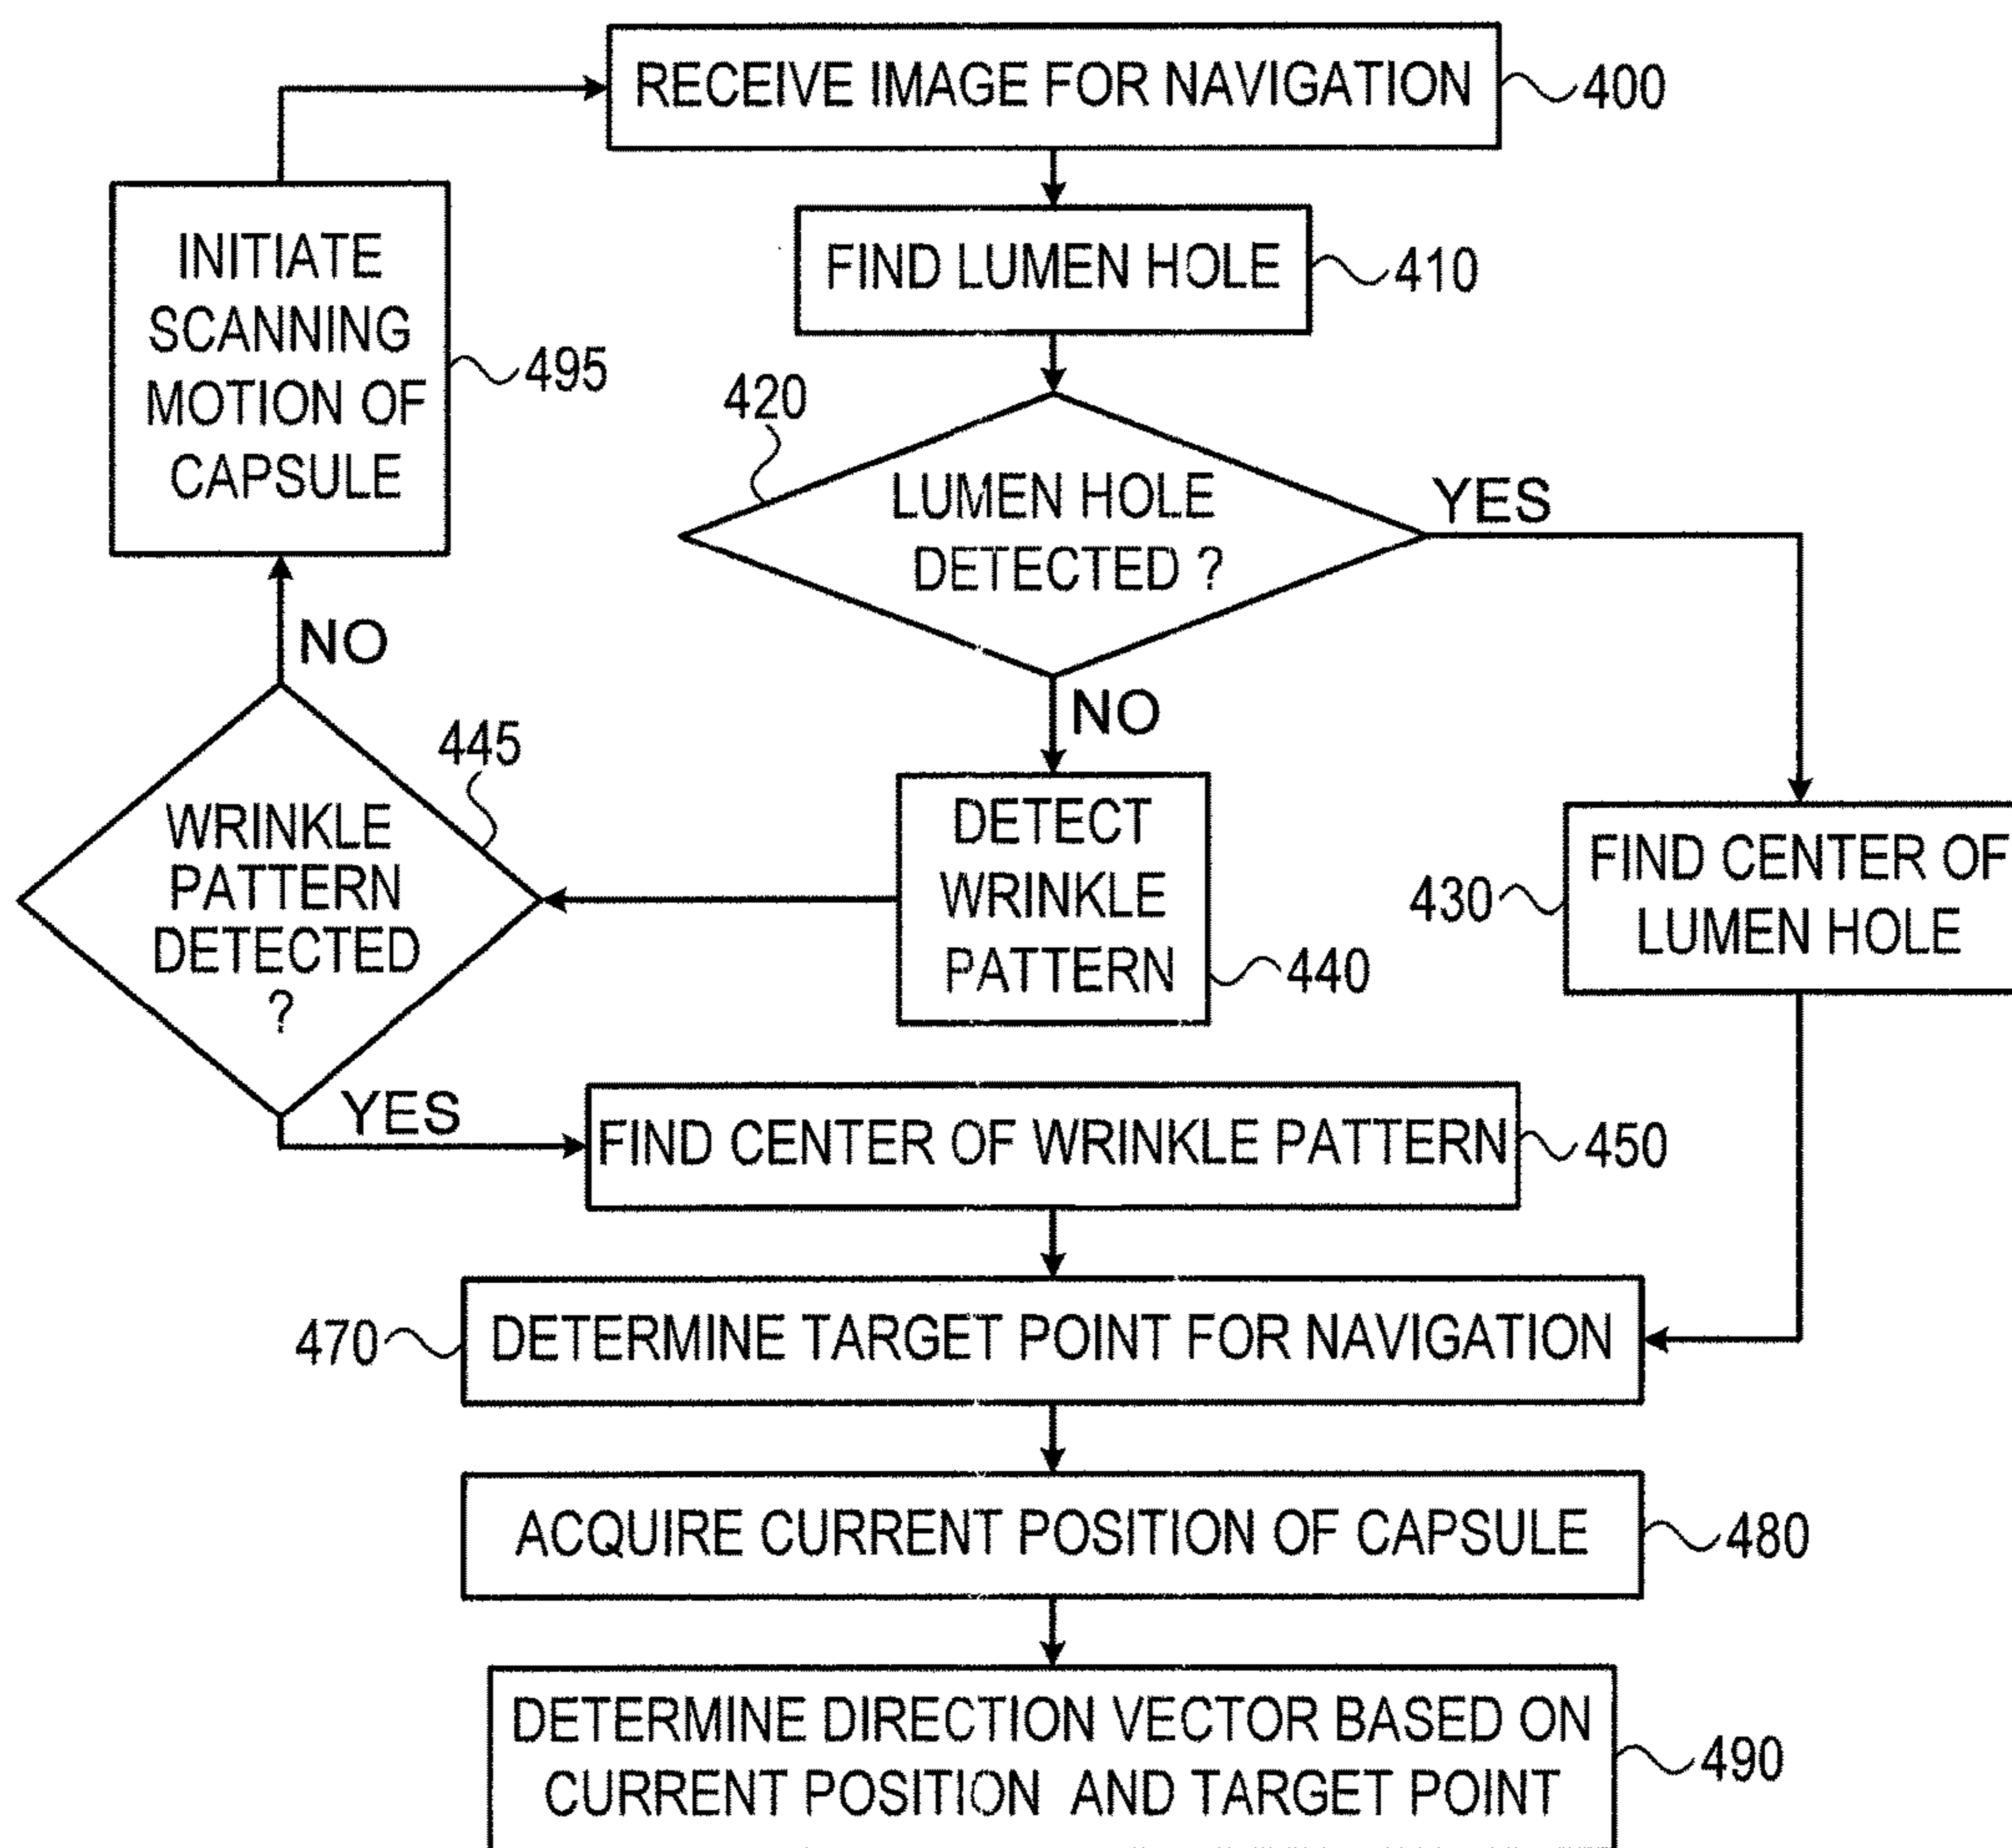 RECEIVE IMAGE FOR NAVIGATION
400
FIND LUMEN HOLE
410
INITIATE
SCANNING
MOTION OF
CAPSULE
495
420
LUMEN HOLE
DETECTED ?
YES
NO
NO
445
WRINKLE
PATTERN
DETECTED
?
DETECT
WRINKLE
PATTERN
440
430
FIND CENTER OF
LUMEN HOLE
YES
FIND CENTER OF WRINKLE PATTERN
450
470
DETERMINE TARGET POINT FOR NAVIGATION
ACQUIRE CURRENT POSITION OF CAPSULE
480
DETERMINE DIRECTION VECTOR BASED ON
CURRENT POSITION AND TARGET POINT
490